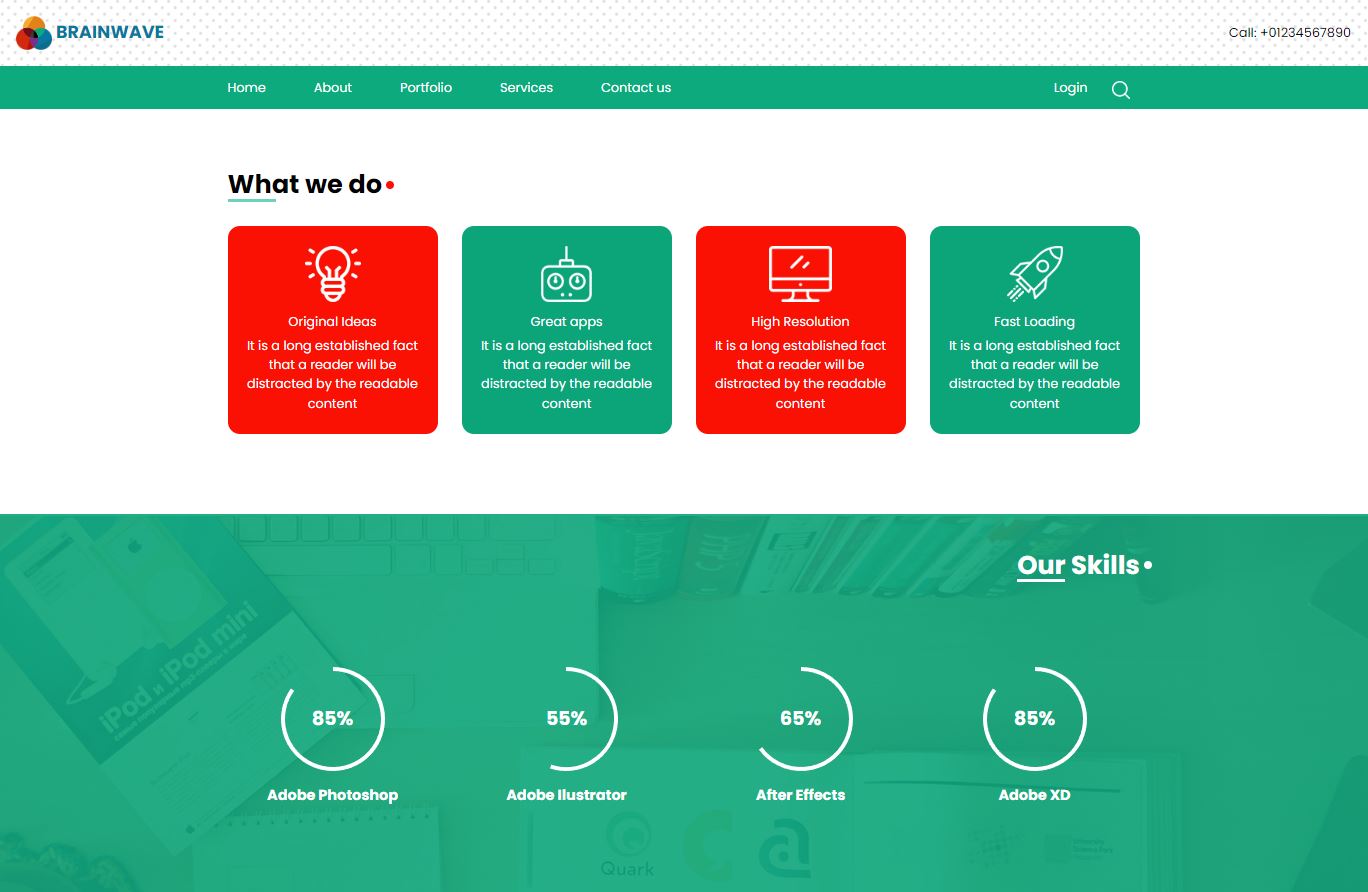 BRAINWAVE
Call: +01234567890
Home About Portfolio Services Contact us Login
What we do
Original Ideas
It is a long established fact
that a reader will be
distracted by the readable
content
Great apps
It is a long established fact
that a reader will be
distracted by the readable
content
High Resolution
It is a long established fact
that a reader will be
distracted by the readable
content
Fast Loading
It is a long established fact
that a reader will be
distracted by the readable
content
Our Skills
iPod и iPod mini
85%
Adobe Photoshop
55%
Adobe Ilustrator
65%
After Effects
85%
Adobe XD
Quark